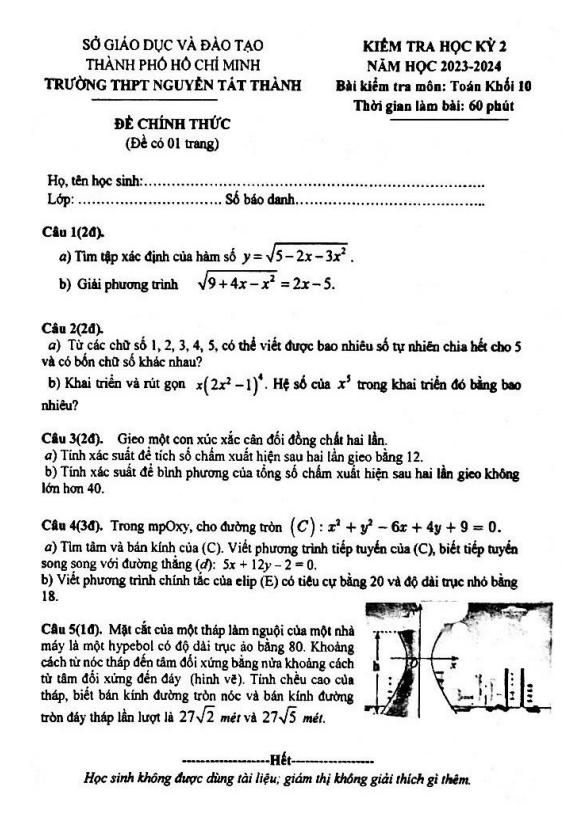 SỞ GIÁO DỤC VÀ ĐÀO TẠO
THÀNH PHỐ HỒ CHÍ MINH
TRƯỜNG THPT NGUYỄN TẤT THÀNH
ĐỀ CHÍNH THỨC
(Đề có 01 trang)
KIỂM TRA HỌC KỲ 2
NĂM HỌC 2023-2024
Bài kiểm tra môn: Toán Khối 10
Thời gian làm bài: 60 phút
Họ, tên học sinh:..............................................................
Lớp: .............................. Số báo danh.....................................
Câu 1(2đ).
a) Tìm tập xác định của hàm số y = √(5 − 2x − 3x²) .
b) Giải phương trình √(9 + 4x − x²) = 2x − 5.
Câu 2(2đ).
a) Từ các chữ số 1, 2, 3, 4, 5, có thể viết được bao nhiêu số tự nhiên chia hết cho 5
và có bốn chữ số khác nhau?
b) Khai triển và rút gọn x(2x² − 1)⁴. Hệ số của x⁵ trong khai triển đó bằng bao
nhiêu?
Câu 3(2đ). Gieo một con xúc xắc cân đối đồng chất hai lần.
a) Tính xác suất để tích số chấm xuất hiện sau hai lần gieo bằng 12.
b) Tính xác suất để bình phương của tổng số chấm xuất hiện sau hai lần gieo không
lớn hơn 40.
Câu 4(3đ). Trong mpOxy, cho đường tròn (C) : x² + y² − 6x + 4y + 9 = 0.
a) Tìm tâm và bán kính của (C). Viết phương trình tiếp tuyến của (C), biết tiếp tuyến
song song với đường thẳng (d): 5x + 12y − 2 = 0.
b) Viết phương trình chính tắc của elip (E) có tiêu cự bằng 20 và độ dài trục nhỏ bằng
18.
Câu 5(1đ). Mặt cắt của một tháp làm nguội của một nhà
máy là một hypebol có độ dài trục ảo bằng 80. Khoảng
cách từ nóc tháp đến tâm đối xứng bằng nửa khoảng cách
từ tâm đối xứng đến đáy (hình vẽ). Tính chều cao của
tháp, biết bán kính đường tròn nóc và bán kính đường
tròn đáy tháp lần lượt là 27√2 mét và 27√5 mét.
h
O
x
--------------------Hết-------------------
Học sinh không được dùng tài liệu; giám thị không giải thích gì thêm.